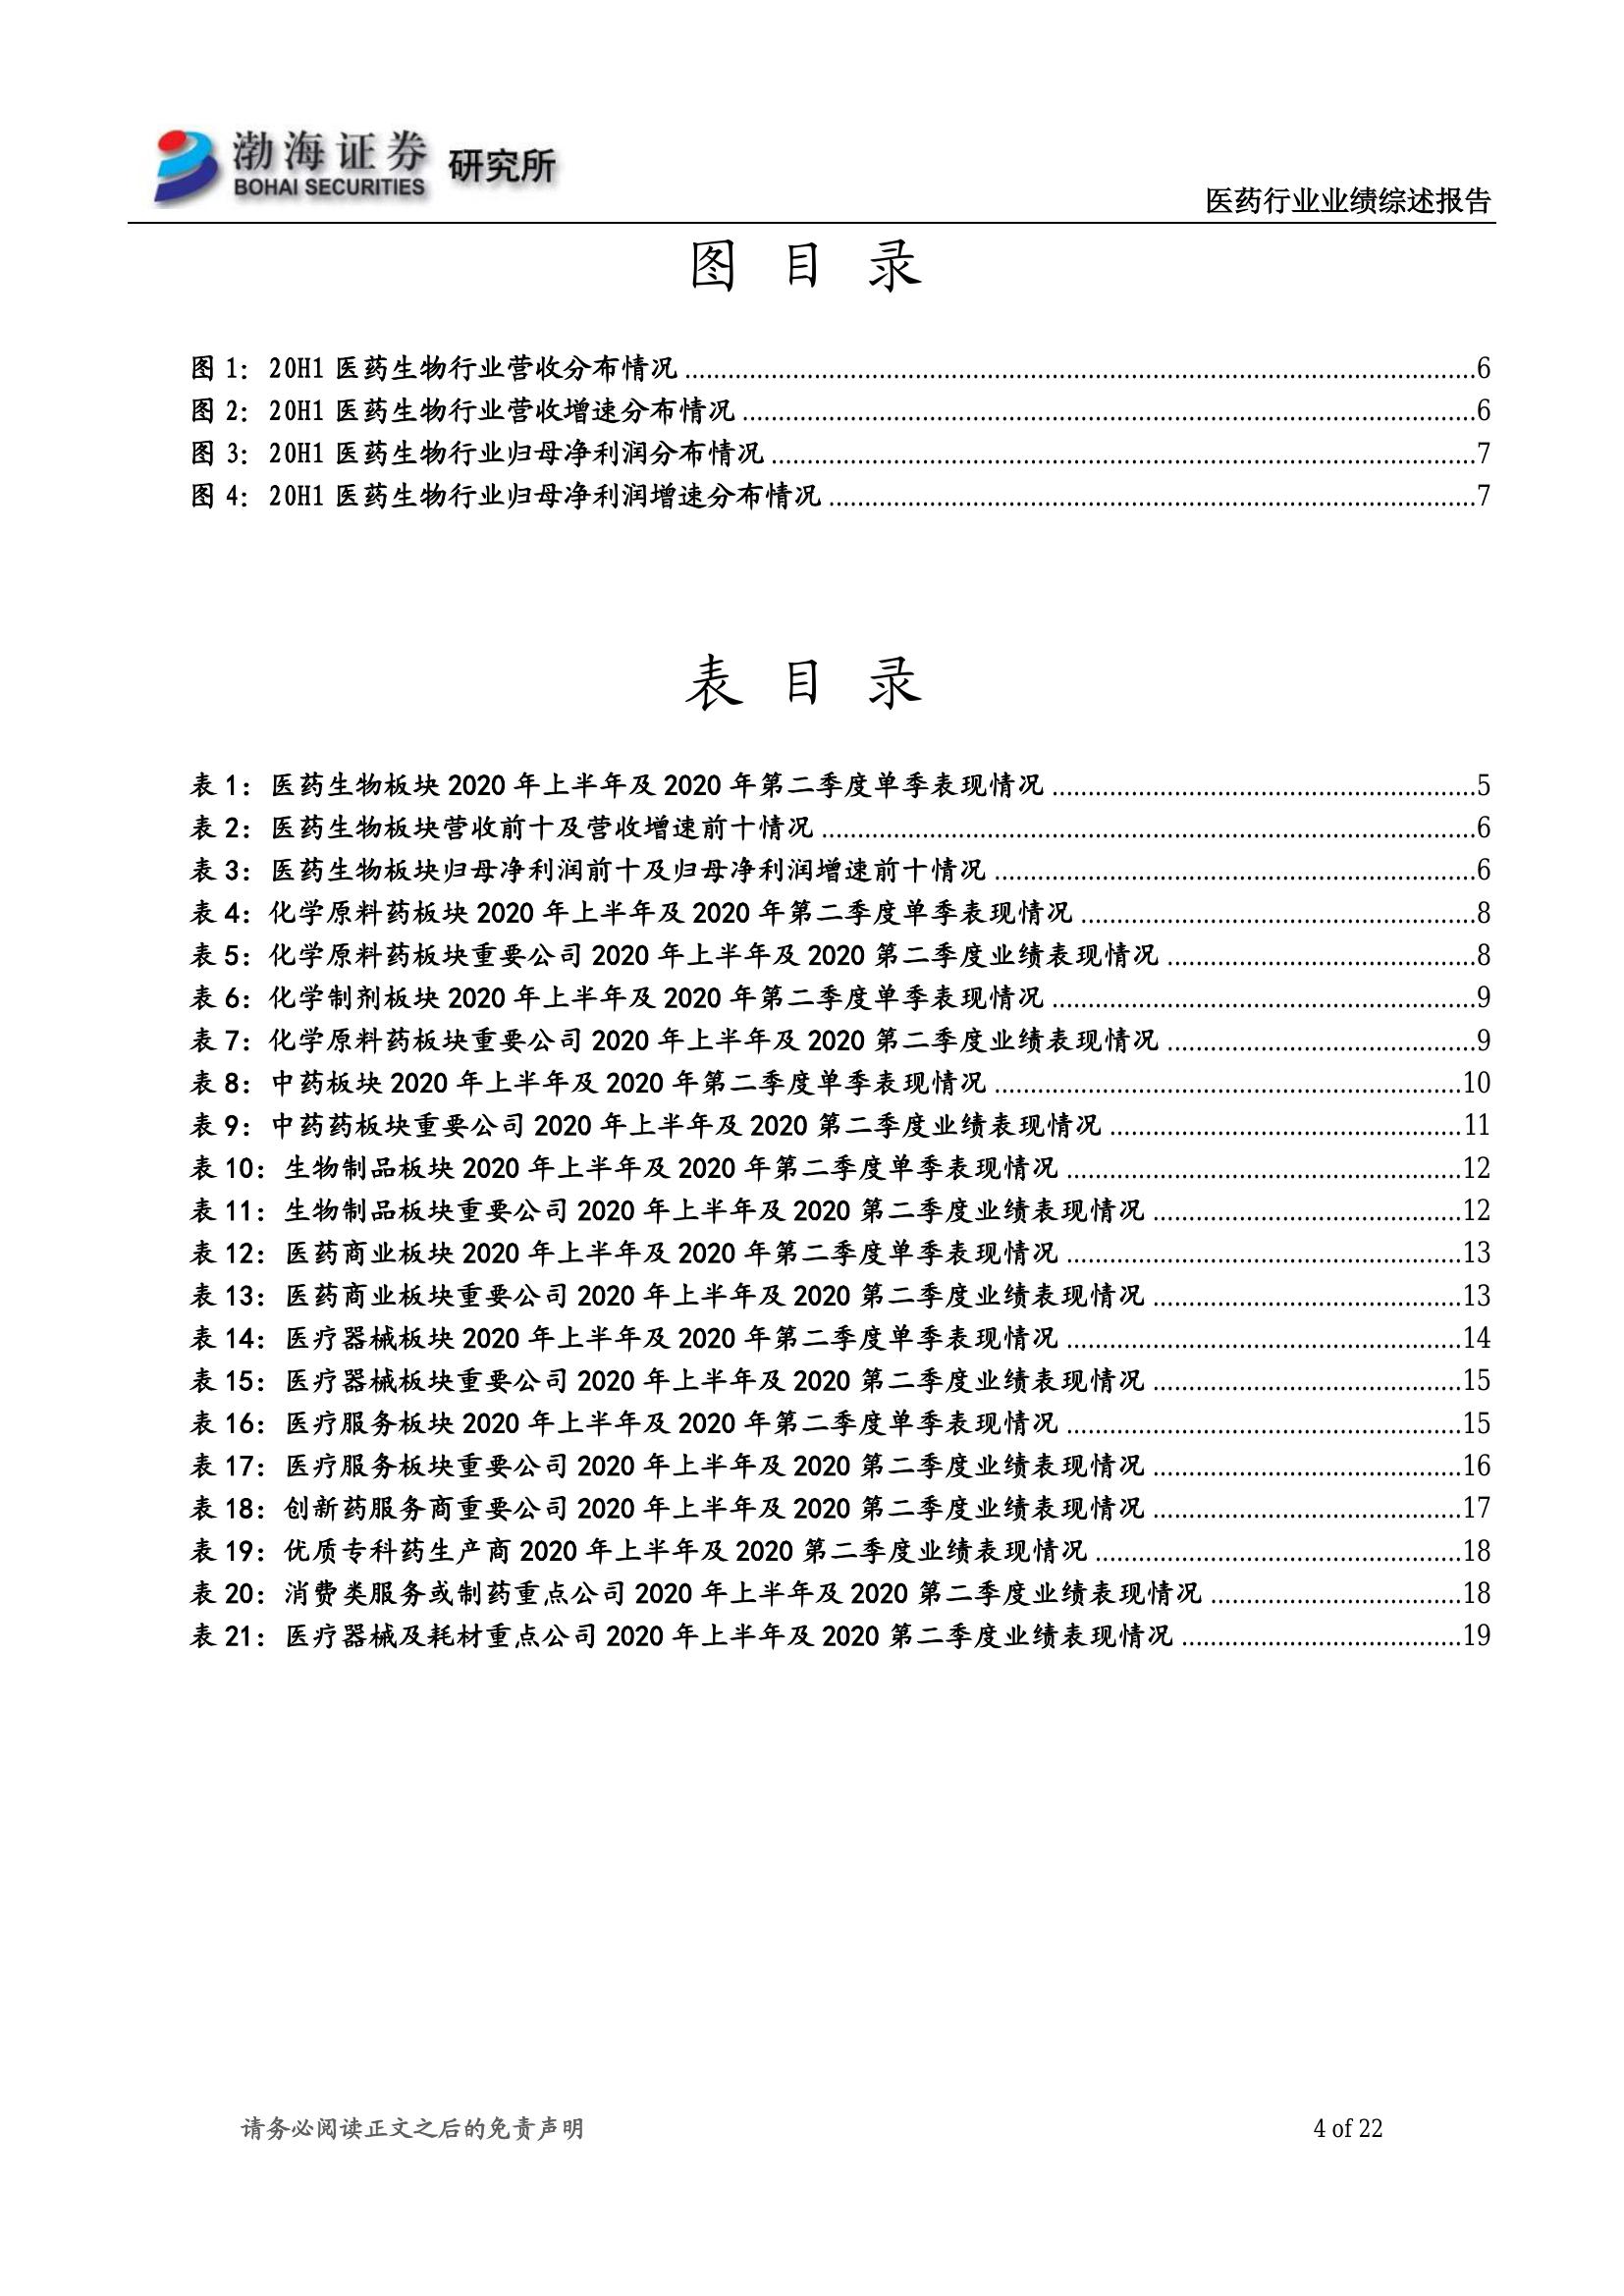 渤海证券 研究所
BOHAI SECURITIES
医药行业业绩综述报告
图 目 录
图 1: 20H1 医药生物行业营收分布情况 6
图 2: 20H1 医药生物行业营收增速分布情况 6
图 3: 20H1 医药生物行业归母净利润分布情况 7
图 4: 20H1 医药生物行业归母净利润增速分布情况 7
表 目 录
表 1：医药生物板块 2020 年上半年及 2020 年第二季度单季表现情况 5
表 2：医药生物板块营收前十及营收增速前十情况 6
表 3：医药生物板块归母净利润前十及归母净利润增速前十情况 6
表 4：化学原料药板块 2020 年上半年及 2020 年第二季度单季表现情况 8
表 5：化学原料药板块重要公司 2020 年上半年及 2020 第二季度业绩表现情况 8
表 6：化学制剂板块 2020 年上半年及 2020 年第二季度单季表现情况 9
表 7：化学原料药板块重要公司 2020 年上半年及 2020 第二季度业绩表现情况 9
表 8：中药板块 2020 年上半年及 2020 年第二季度单季表现情况 10
表 9：中药药板块重要公司 2020 年上半年及 2020 第二季度业绩表现情况 11
表 10：生物制品板块 2020 年上半年及 2020 年第二季度单季表现情况 12
表 11：生物制品板块重要公司 2020 年上半年及 2020 第二季度业绩表现情况 12
表 12：医药商业板块 2020 年上半年及 2020 年第二季度单季表现情况 13
表 13：医药商业板块重要公司 2020 年上半年及 2020 第二季度业绩表现情况 13
表 14：医疗器械板块 2020 年上半年及 2020 年第二季度单季表现情况 14
表 15：医疗器械板块重要公司 2020 年上半年及 2020 第二季度业绩表现情况 15
表 16：医疗服务板块 2020 年上半年及 2020 年第二季度单季表现情况 15
表 17：医疗服务板块重要公司 2020 年上半年及 2020 第二季度业绩表现情况 16
表 18：创新药服务商重要公司 2020 年上半年及 2020 第二季度业绩表现情况 17
表 19：优质专科药生产商 2020 年上半年及 2020 第二季度业绩表现情况 18
表 20：消费类服务或制药重点公司 2020 年上半年及 2020 第二季度业绩表现情况 18
表 21：医疗器械及耗材重点公司 2020 年上半年及 2020 第二季度业绩表现情况 19
请务必阅读正文之后的免责声明 4 of 22